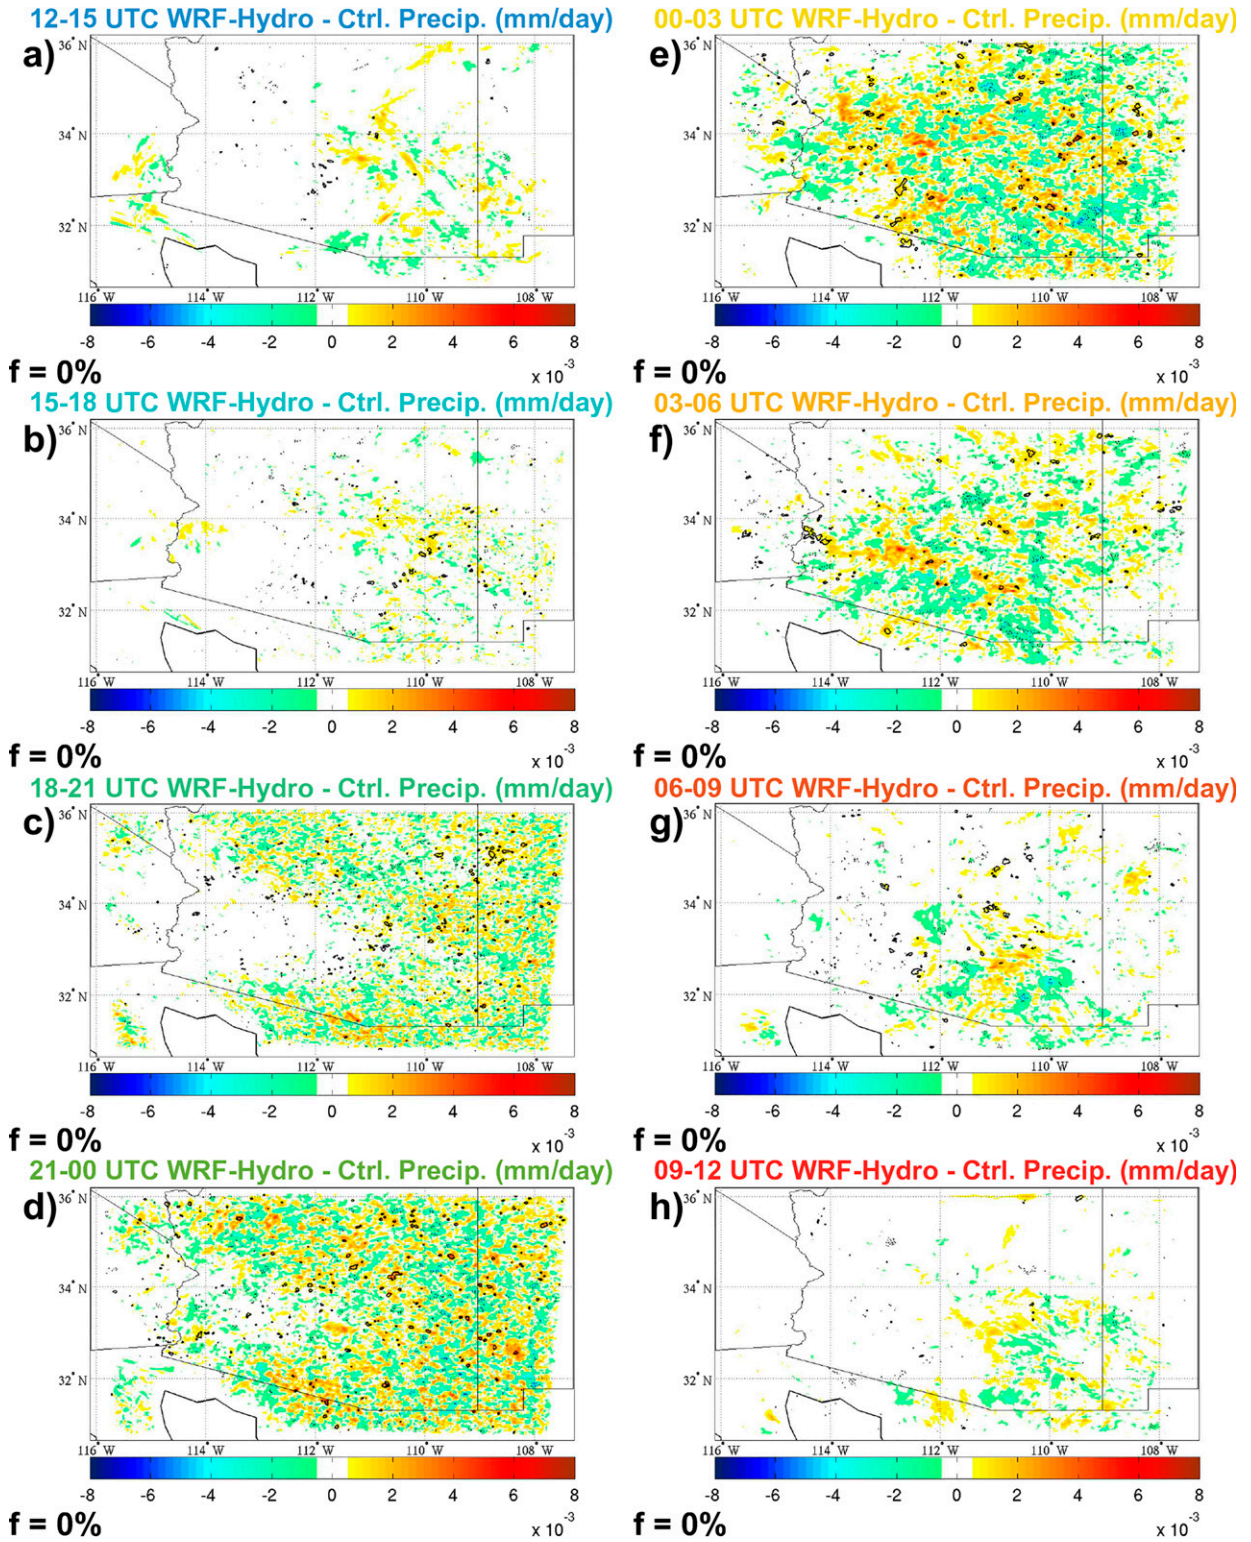 12-15 UTC WRF-Hydro - Ctrl. Precip. (mm/day)
a)
36° N
34° N
32° N
116° W
114° W
112° W
110° W
108° W
-8 -6 -4 -2 0 2 4 6 8
x 10-3
f = 0%
15-18 UTC WRF-Hydro - Ctrl. Precip. (mm/day)
b)
36° N
34° N
32° N
116° W
114° W
112° W
110° W
108° W
-8 -6 -4 -2 0 2 4 6 8
x 10-3
f = 0%
18-21 UTC WRF-Hydro - Ctrl. Precip. (mm/day)
c)
36° N
34° N
32° N
116° W
114° W
112° W
110° W
108° W
-8 -6 -4 -2 0 2 4 6 8
x 10-3
f = 0%
21-00 UTC WRF-Hydro - Ctrl. Precip. (mm/day)
d)
36° N
34° N
32° N
116° W
114° W
112° W
110° W
108° W
-8 -6 -4 -2 0 2 4 6 8
x 10-3
f = 0%
00-03 UTC WRF-Hydro - Ctrl. Precip. (mm/day)
e)
36° N
34° N
32° N
116° W
114° W
112° W
110° W
108° W
-8 -6 -4 -2 0 2 4 6 8
x 10-3
f = 0%
03-06 UTC WRF-Hydro - Ctrl. Precip. (mm/day)
f)
36° N
34° N
32° N
116° W
114° W
112° W
110° W
108° W
-8 -6 -4 -2 0 2 4 6 8
x 10-3
f = 0%
06-09 UTC WRF-Hydro - Ctrl. Precip. (mm/day)
g)
36° N
34° N
32° N
116° W
114° W
112° W
110° W
108° W
-8 -6 -4 -2 0 2 4 6 8
x 10-3
f = 0%
09-12 UTC WRF-Hydro - Ctrl. Precip. (mm/day)
h)
36° N
34° N
32° N
116° W
114° W
112° W
110° W
108° W
-8 -6 -4 -2 0 2 4 6 8
x 10-3
f = 0%